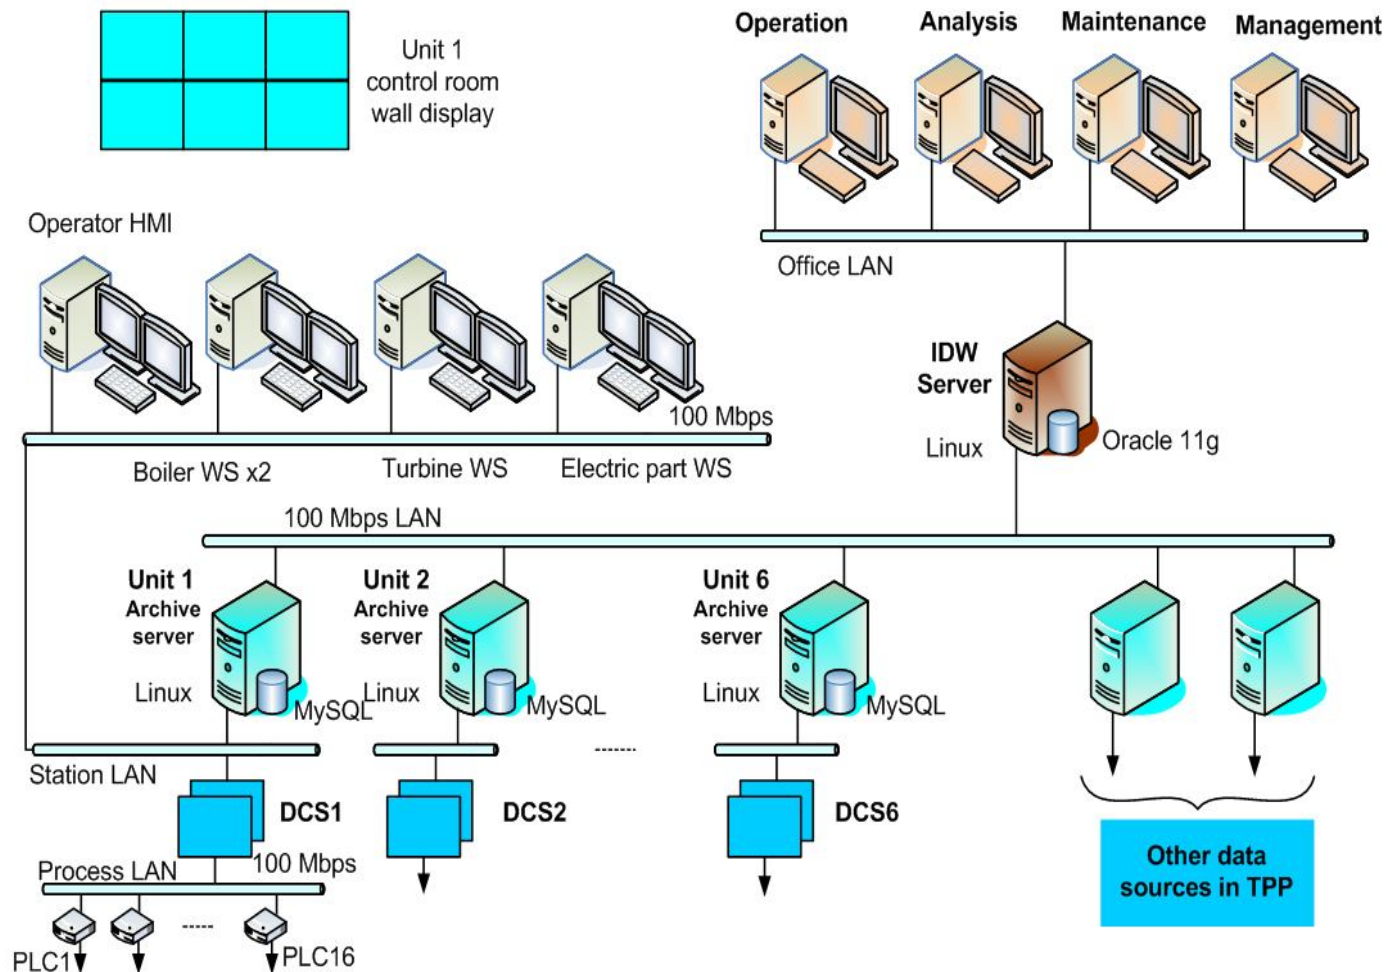 Unit 1
control room
wall display
Operation
Analysis
Maintenance
Management
Office LAN
Operator HMI
100 Mbps
Boiler WS x2
Turbine WS
Electric part WS
IDW
Server
Linux
Oracle 11g
100 Mbps LAN
Unit 1
Archive
server
Linux
MySQL
Unit 2
Archive
server
Linux
MySQL
Unit 6
Archive
server
Linux
MySQL
Station LAN
DCS1
DCS2
DCS6
Process LAN
100 Mbps
PLC1
PLC16
Other data
sources in TPP